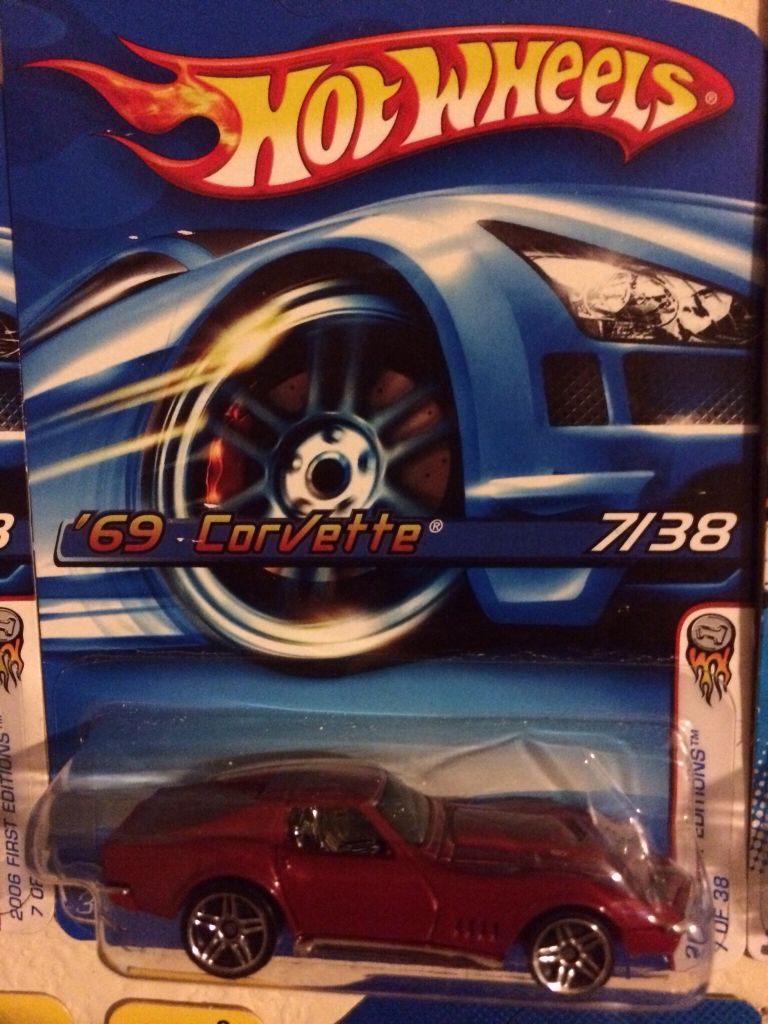 HOT WHEELS ®
'69 Corvette ® 7/38
2006 FIRST EDITIONS™
7 OF
EDITIONS™
7 OF 38